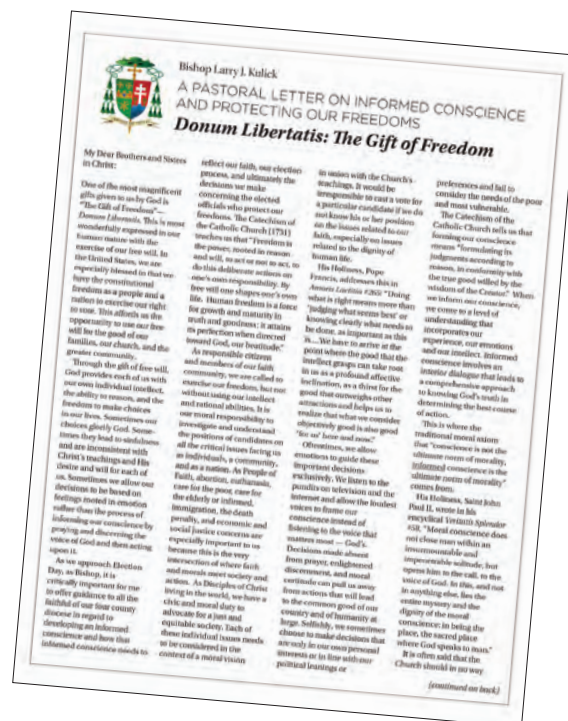 Bishop Larry J. Kulick
A PASTORAL LETTER ON INFORMED CONSCIENCE
AND PROTECTING OUR FREEDOMS
Donum Libertatis: The Gift of Freedom
My Dear Brothers and Sisters
in Christ:
One of the most magnificent
gifts given to us by God is
"The Gift of Freedom"—
Donum Libertatis. This is most
wonderfully expressed in our
human nature with the
exercise of our free will. In
the United States, we are
especially blessed in that we
have the constitutional
freedom as a people and a
nation to exercise our right
to vote. This affords us the
opportunity to use our free
will for the good of our
families, our church, and the
greater community.
Through the gift of free will,
God provides each of us with
our own individual intellect,
the ability to reason, and the
freedom to make choices
in our lives. Sometimes our
choices glorify God. Some-
times they lead to sinfulness
and are inconsistent with
Christ's teachings and His
desire and will for each of
us. Sometimes we allow our
decisions to be based on
feelings rooted in emotion
rather than the process of
informing our conscience by
praying and discerning the
voice of God and then acting
upon it.
As we approach Election
Day, as Bishop, it is
critically important for me
to offer guidance to all the
faithful of our four county
diocese in regard to
developing an informed
conscience and how that
informed conscience needs to
reflect our faith, our election
process, and ultimately the
decisions we make
concerning the elected
officials who protect our
freedoms. The Catechism of
the Catholic Church [1731]
teaches us that "Freedom is
the power, rooted in reason
and will, to act or not to act, to
do this deliberate actions on
one's own responsibility. By
free will one shapes one's own
life. Human freedom is a force
for growth and maturity in
truth and goodness; it attains
its perfection when directed
toward God, our beatitude."
As responsible citizens
and members of our faith
community, we are called to
exercise our freedom, but not
without using our intellect
and rational abilities. It is
our moral responsibility to
investigate and understand
the positions of candidates on
all the critical issues facing us
as individuals, a community,
and as a nation. As People of
Faith, abortion, euthanasia,
care for the poor, care for
the elderly or infirmed,
immigration, the death
penalty, and economic and
social justice concerns are
especially important to us
because this is the very
intersection of where faith
and morals meet society and
action. As Disciples of Christ
living in the world, we have a
civic and moral duty to
advocate for a just and
equitable society. Each of
these individual issues needs
to be considered in the
context of a moral vision
in union with the Church's
teachings. It would be
irresponsible to cast a vote for
a particular candidate if we do
not know his or her position
on the issues related to our
faith, especially on issues
related to the dignity of
human life.
His Holiness, Pope
Francis, addresses this in
Amoris Laetitia #265: "Doing
what is right means more than
'judging what seems best' or
knowing clearly what needs to
be done, as important as this
is.... We have to arrive at the
point where the good that the
intellect grasps can take root
in us as a profound affective
inclination, as a thirst for the
good that outweighs other
attractions and helps us to
realize that what we consider
objectively good is also good
'for us' here and now."
Oftentimes, we allow
emotions to guide these
important decisions
exclusively. We listen to the
pundits on television and the
internet and allow the loudest
voices to frame our
conscience instead of
listening to the voice that
matters most — God's.
Decisions made absent
from prayer, enlightened
discernment, and moral
certitude can pull us away
from actions that will lead
to the common good of our
country and of humanity at
large. Selfishly, we sometimes
choose to make decisions that
are only in our own personal
interests or in line with our
political leanings or
preferences and fail to
consider the needs of the poor
and most vulnerable.
The Catechism of the
Catholic Church tells us that
forming our conscience
means "formulating its
judgments according to
reason, in conformity with
the true good willed by the
wisdom of the Creator." When
we inform our conscience,
we come to a level of
understanding that
incorporates our
experience, our emotions
and our intellect. Informed
conscience involves an
interior dialogue that leads to
a comprehensive approach
to knowing God's truth in
determining the best course
of action.
This is where the
traditional moral axiom
that "conscience is not the
ultimate norm of morality,
informed conscience is the
ultimate norm of morality"
comes from.
His Holiness, Saint John
Paul II, wrote in his
encyclical Veritatis Splendor
#58, "Moral conscience does
not close man within an
insurmountable and
impenetrable solitude, but
opens him to the call, to the
voice of God. In this, and not
in anything else, lies the
entire mystery and the
dignity of the moral
conscience: in being the
place, the sacred place
where God speaks to man."
It is often said that the
Church should in no way
(continued on back)